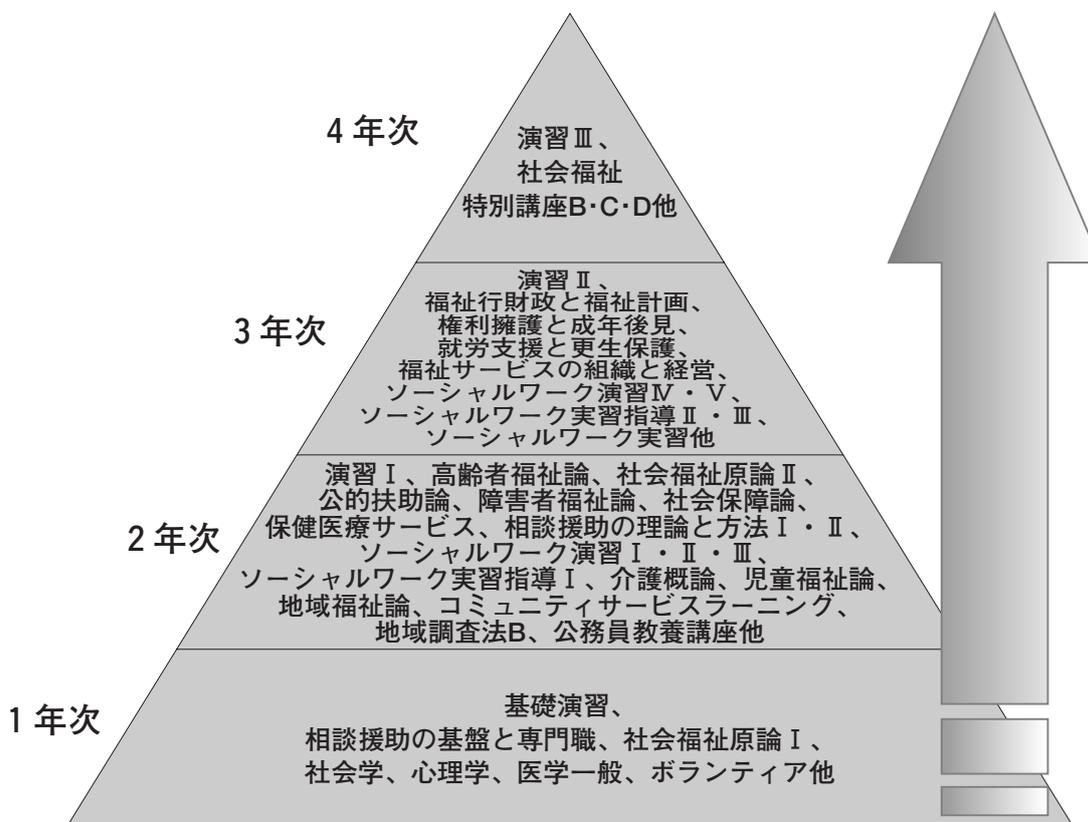 4年次
演習Ⅲ、
社会福祉
特別講座B・C・D他
3年次
演習Ⅱ、
福祉行財政と福祉計画、
権利擁護と成年後見、
就労支援と更生保護、
福祉サービスの組織と経営、
ソーシャルワーク演習Ⅳ・Ⅴ、
ソーシャルワーク実習指導Ⅱ・Ⅲ、
ソーシャルワーク実習他
2年次
演習Ⅰ、高齢者福祉論、社会福祉原論Ⅱ、
公的扶助論、障害者福祉論、社会保障論、
保健医療サービス、相談援助の理論と方法Ⅰ・Ⅱ、
ソーシャルワーク演習Ⅰ・Ⅱ・Ⅲ、
ソーシャルワーク実習指導Ⅰ、介護概論、児童福祉論、
地域福祉論、コミュニティサービスラーニング、
地域調査法B、公務員教養講座他
1年次
基礎演習、
相談援助の基盤と専門職、社会福祉原論Ⅰ、
社会学、心理学、医学一般、ボランティア他